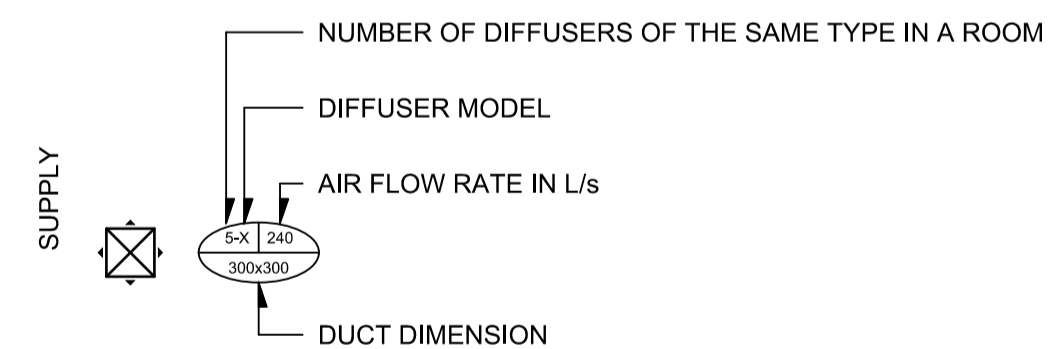 NUMBER OF DIFFUSERS OF THE SAME TYPE IN A ROOM
DIFFUSER MODEL
AIR FLOW RATE IN L/s
SUPPLY
5-X 240
300x300
DUCT DIMENSION